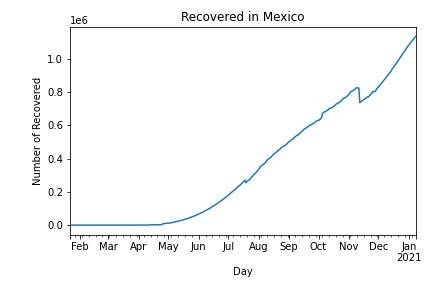 Recovered in Mexico
1e6
1.0
0.8
0.6
0.4
0.2
0.0
Number of Recovered
Feb Mar Apr May Jun Jul Aug Sep Oct Nov Dec Jan
2021
Day